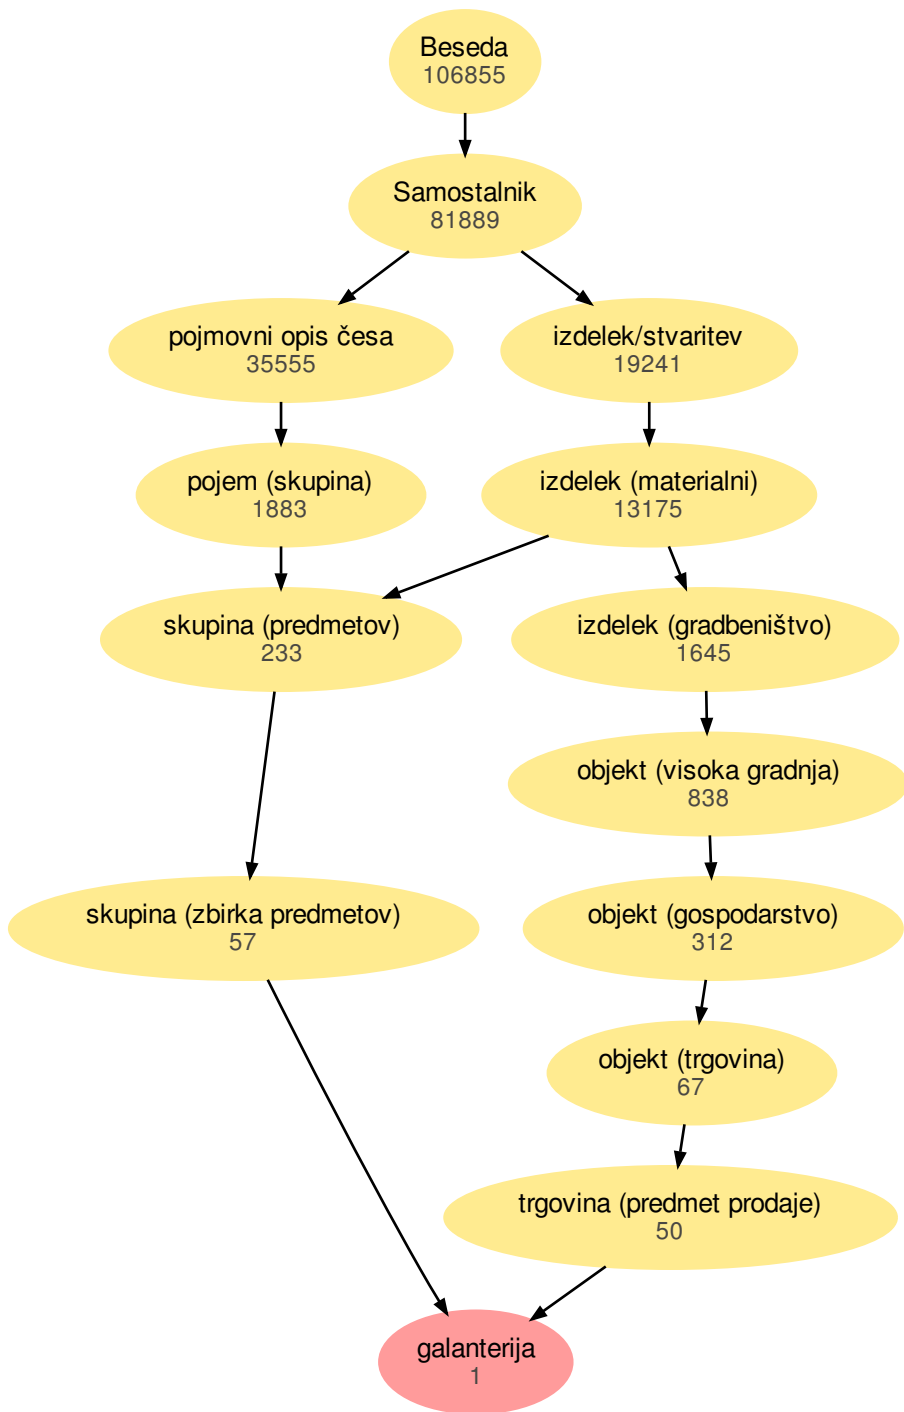 Beseda
106855
Samostalnik
81889
pojmovni opis česa
35555
izdelek/stvaritev
19241
pojem (skupina)
1883
izdelek (materialni)
13175
skupina (predmetov)
233
izdelek (gradbeništvo)
1645
objekt (visoka gradnja)
838
skupina (zbirka predmetov)
57
objekt (gospodarstvo)
312
objekt (trgovina)
67
trgovina (predmet prodaje)
50
galanterija
1